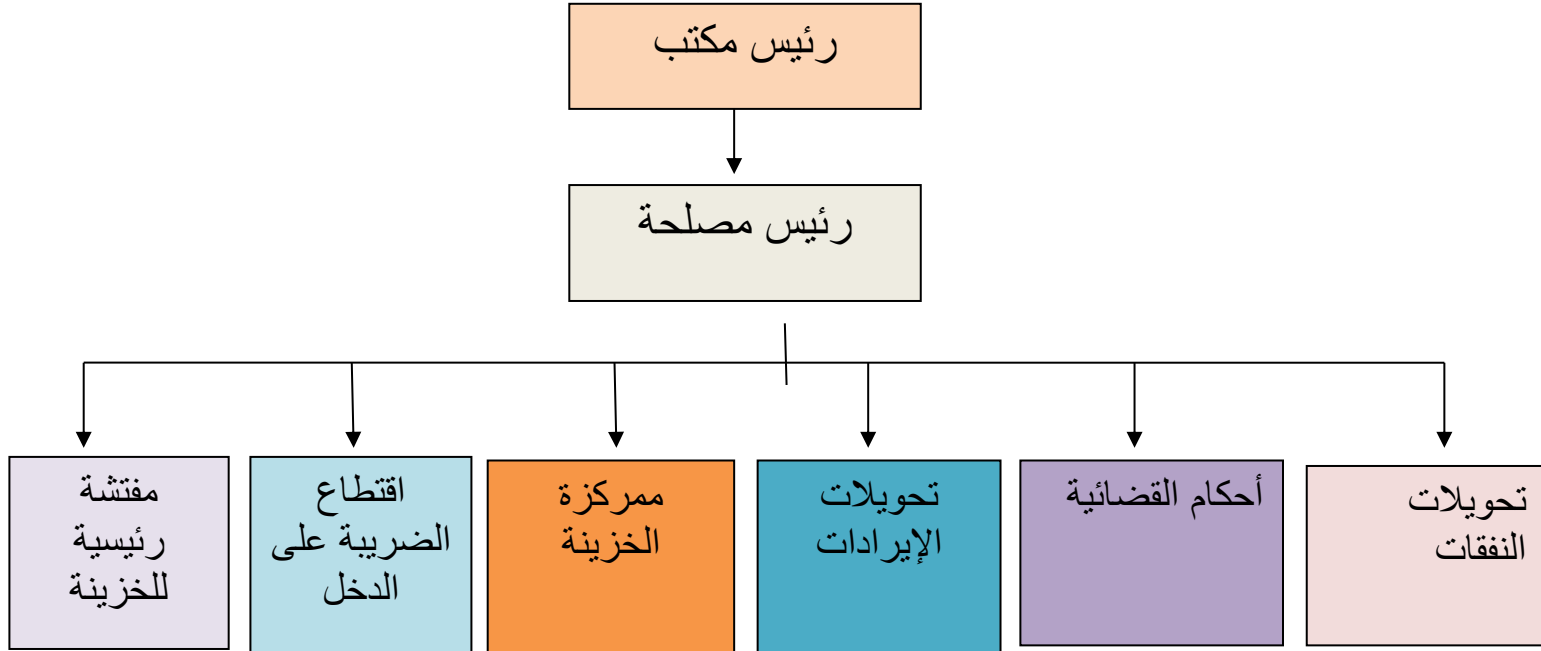 رئيس مكتب
رئيس مصلحة
تحويلات
النفقات
أحكام القضائية
تحويلات
الإيرادات
ممركزة
الخزينة
اقتطاع
الضريبة على
الدخل
مفتشة
رئيسية
للخزينة